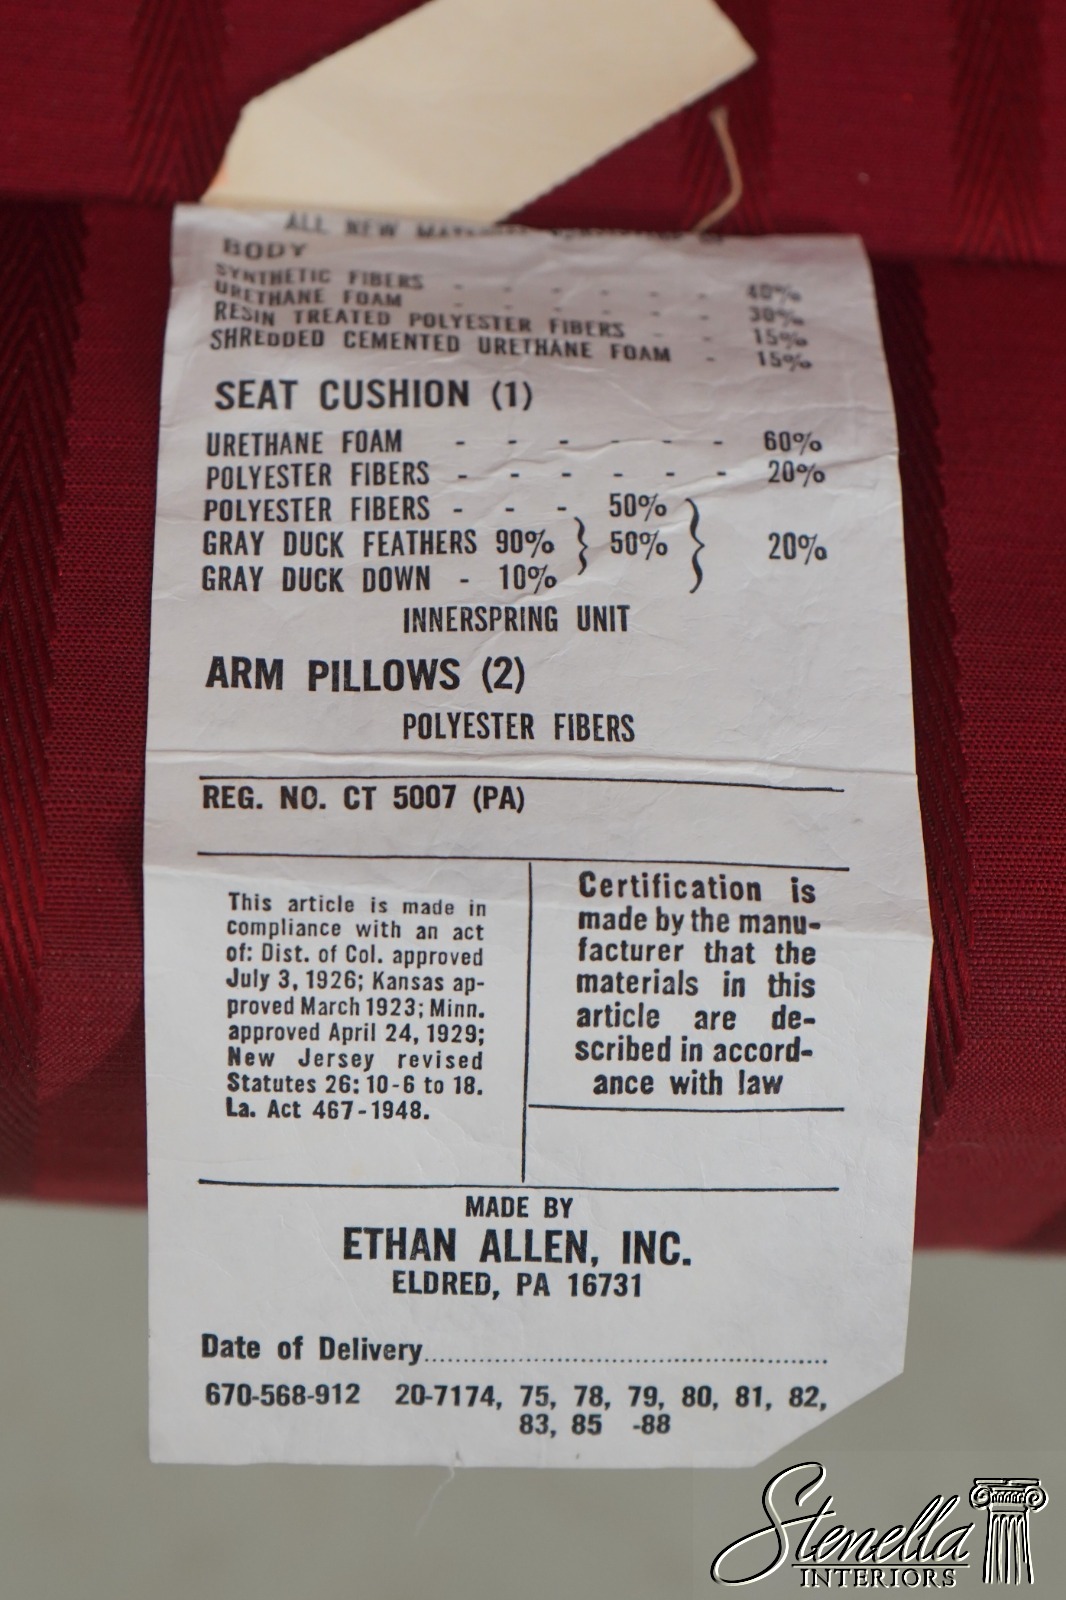 ALL NEW
BODY
SYNTHETIC FIBERS - - - - - - 40%
URETHANE FOAM - - - - - - 30%
RESIN TREATED POLYESTER FIBERS - - 15%
SHREDDED CEMENTED URETHANE FOAM - 15%
SEAT CUSHION (1)
URETHANE FOAM - - - - - - 60%
POLYESTER FIBERS - - - - - - 20%
POLYESTER FIBERS - - - 50%
GRAY DUCK FEATHERS 90% } 50% } 20%
GRAY DUCK DOWN - 10%
INNERSPRING UNIT
ARM PILLOWS (2)
POLYESTER FIBERS
REG. NO. CT 5007 (PA)
This article is made in
compliance with an act
of: Dist. of Col. approved
July 3, 1926; Kansas ap-
proved March 1923; Minn.
approved April 24, 1929;
New Jersey revised
Statutes 26: 10-6 to 18.
La. Act 467-1948.
Certification is
made by the manu-
facturer that the
materials in this
article are de-
scribed in accord-
ance with law
MADE BY
ETHAN ALLEN, INC.
ELDRED, PA 16731
Date of Delivery..........................................................
670-568-912 20-7174, 75, 78, 79, 80, 81, 82,
83, 85 -88
Stenella
INTERIORS